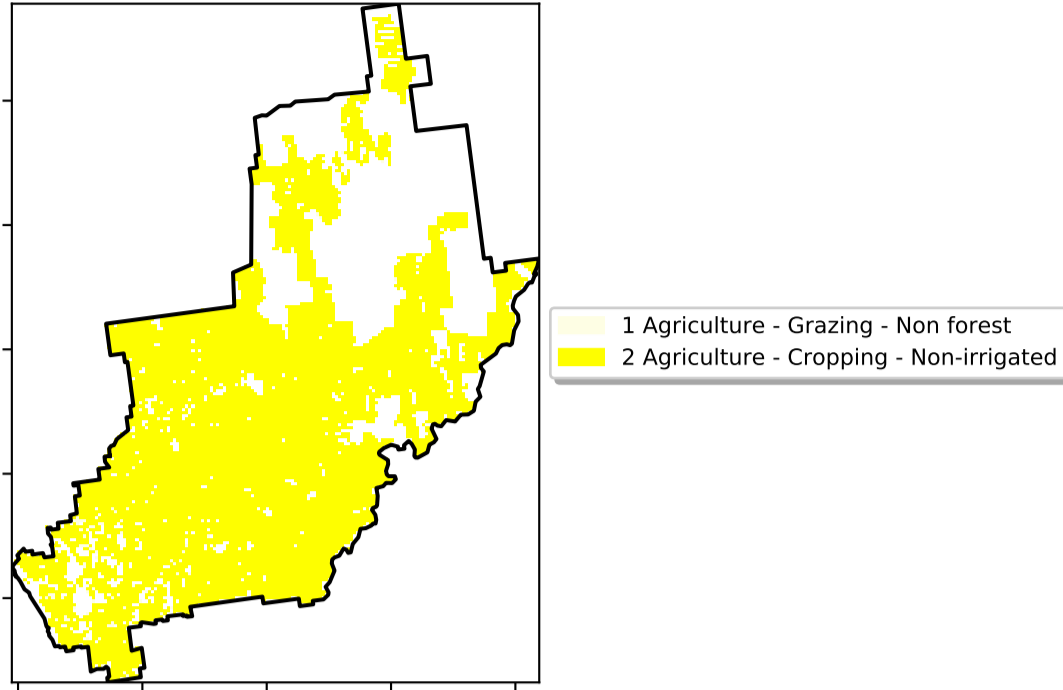 1 Agriculture - Grazing - Non forest
2 Agriculture - Cropping - Non-irrigated